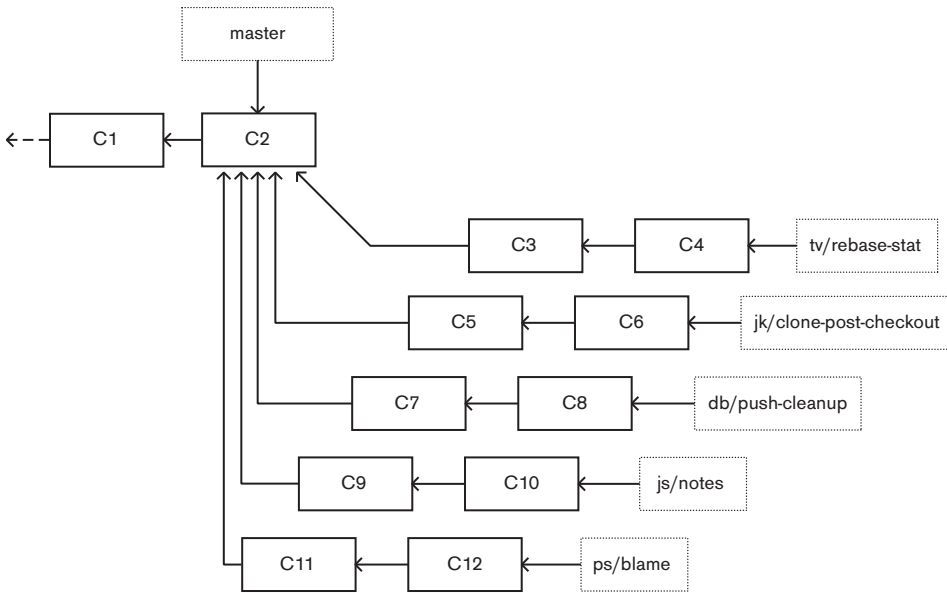 master
C1
C2
C3
C4
tv/rebase-stat
C5
C6
jk/clone-post-checkout
C7
C8
db/push-cleanup
C9
C10
js/notes
C11
C12
ps/blame